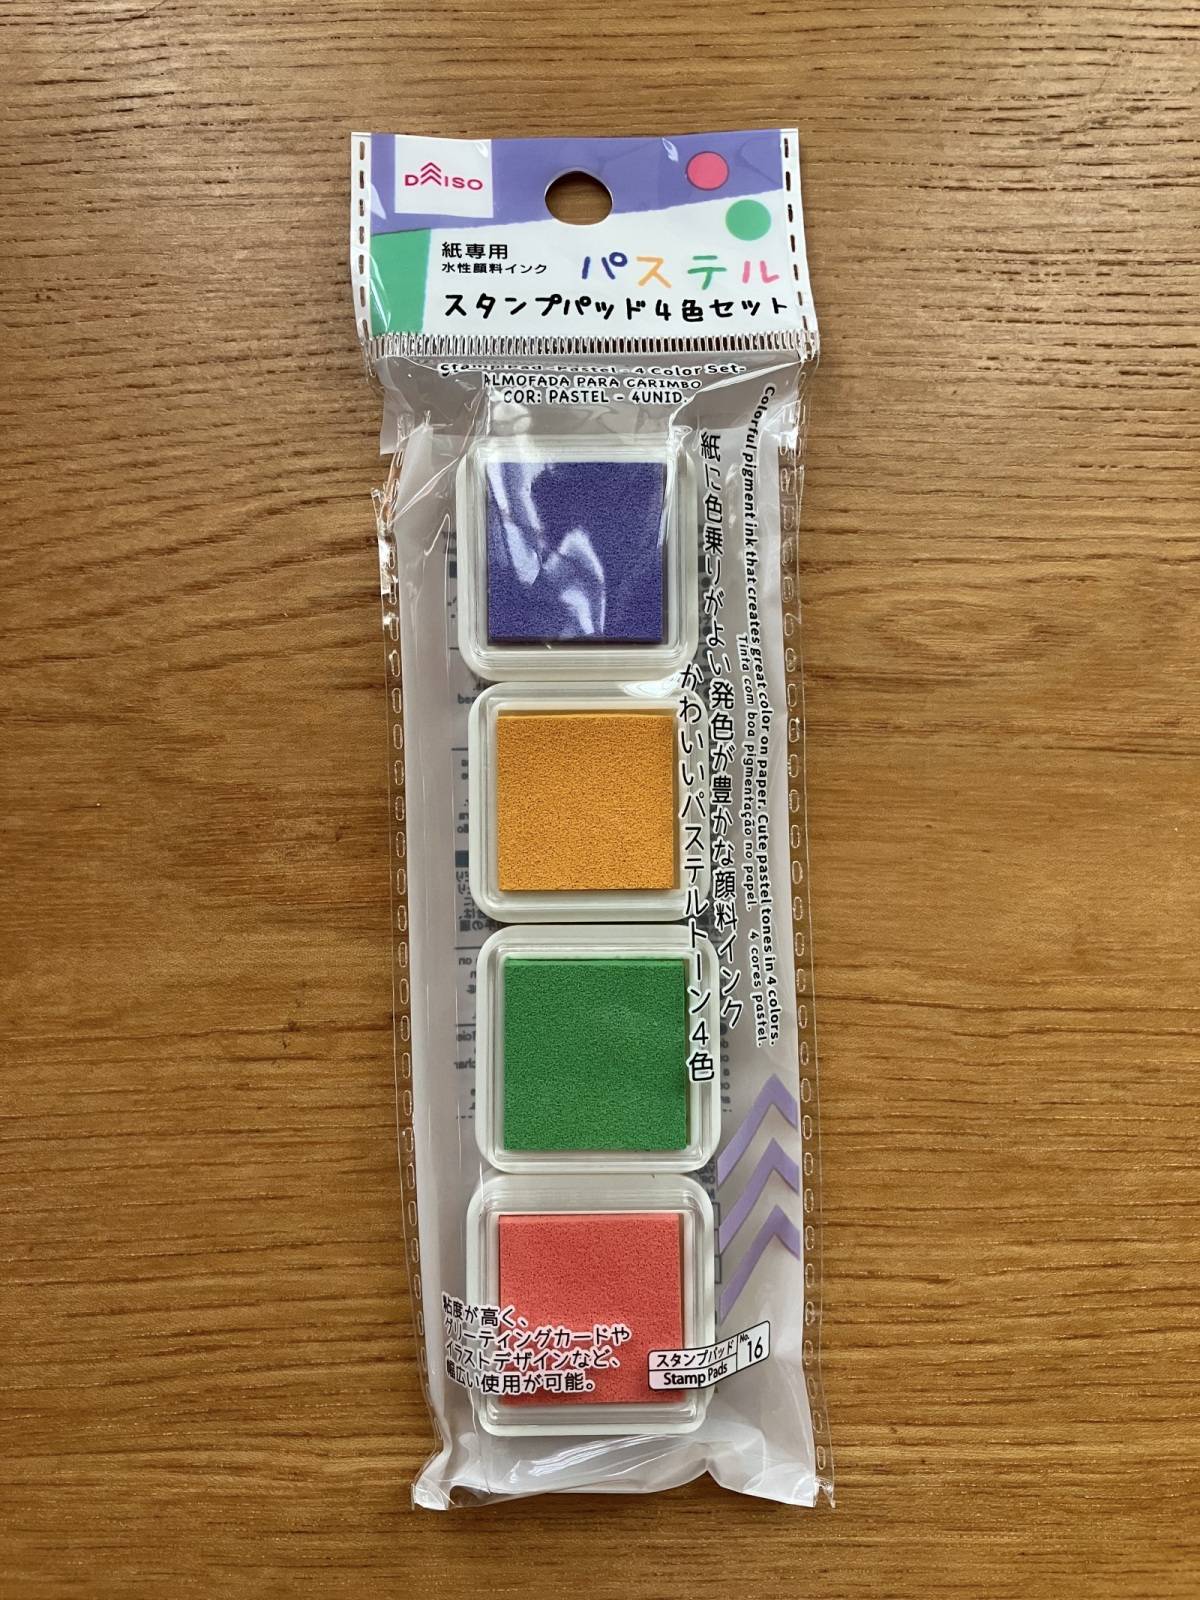 DAISO
紙専用
水性顔料インク
パステル
スタンプパッド4色セット
Stamp Pad -Pastel - 4 Color Set-
ALMOFADA PARA CARIMBO
COR: PASTEL - 4UNID.
Colorful pigment ink that creates great color on paper. Cute pastel tones in 4 colors.
Tinta com boa pigmentação no papel. 4 cores pastel.
紙に色乗りがよい発色が豊かな顔料インク
かわいいパステルトーン4色
粘度が高く、
グリーティングカードや
イラストデザインなど、
幅広い使用が可能。
スタンプパッド
Stamp Pads
No.
16